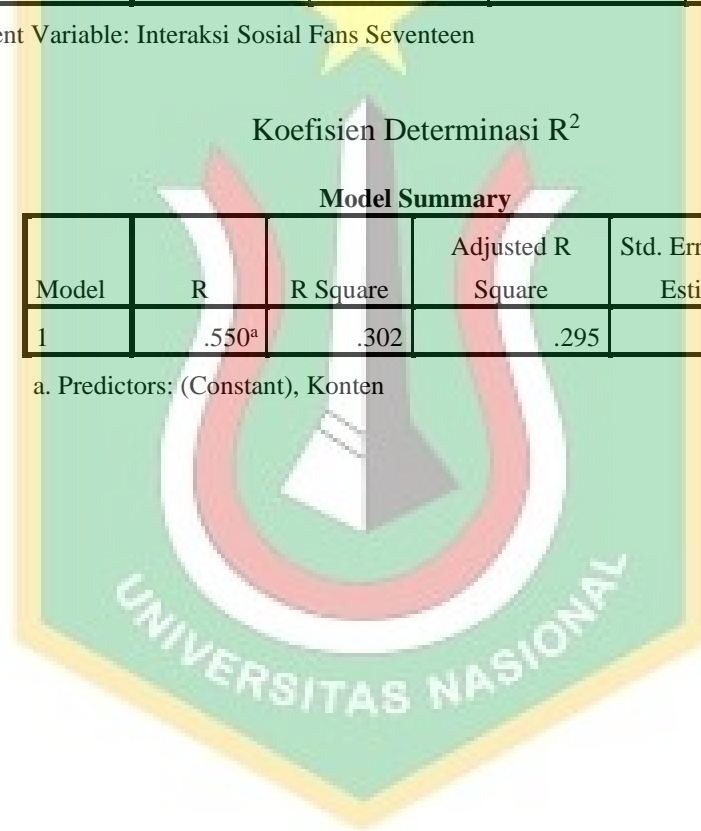 ent Variable: Interaksi Sosial Fans Seventeen
Koefisien Determinasi R²
Model Summary
Model R R Square Adjusted R Square Std. Err Esti
1 .550ᵃ .302 .295
a. Predictors: (Constant), Konten
UNIVERSITAS NASIONAL